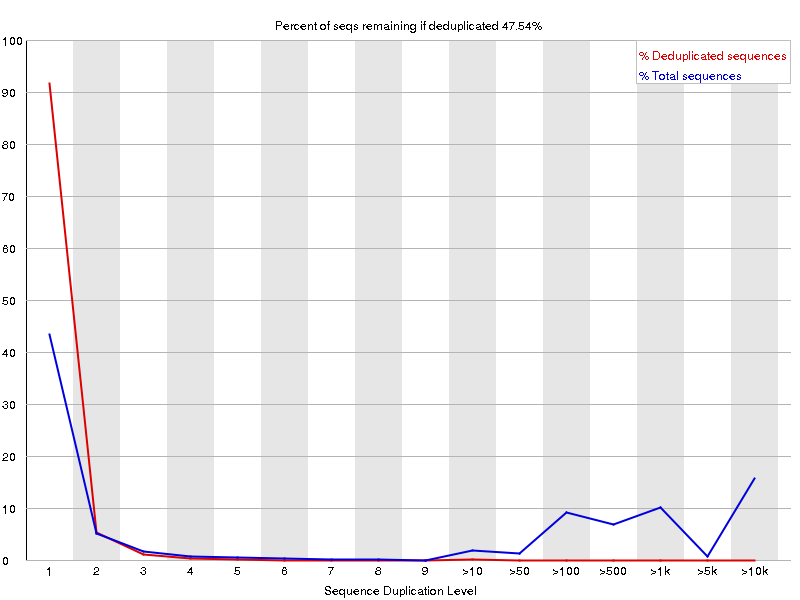 Percent of seqs remaining if deduplicated 47.54%
100
% Deduplicated sequences
% Total sequences
90
80
70
60
50
40
30
20
10
0
1 2 3 4 5 6 7 8 9 >10 >50 >100 >500 >1k >5k >10k
Sequence Duplication Level